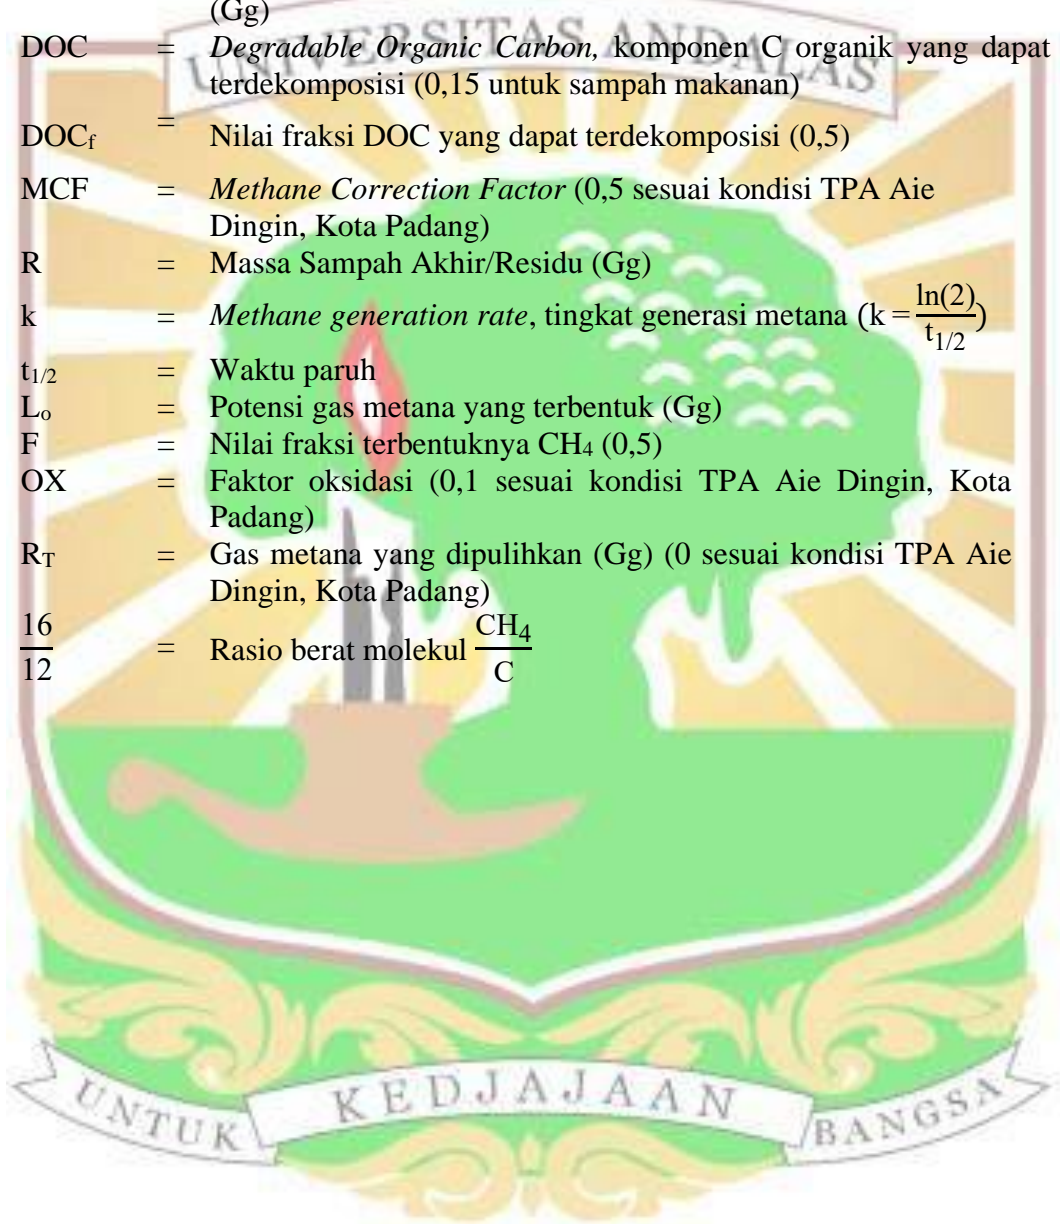 (Gg)
UNIVERSITAS ANDALAS
DOC = Degradable Organic Carbon, komponen C organik yang dapat
terdekomposisi (0,15 untuk sampah makanan)
DOCf = Nilai fraksi DOC yang dapat terdekomposisi (0,5)
MCF = Methane Correction Factor (0,5 sesuai kondisi TPA Aie
Dingin, Kota Padang)
R = Massa Sampah Akhir/Residu (Gg)
k = Methane generation rate, tingkat generasi metana (k = ln(2)/t1/2)
t1/2 = Waktu paruh
Lo = Potensi gas metana yang terbentuk (Gg)
F = Nilai fraksi terbentuknya CH4 (0,5)
OX = Faktor oksidasi (0,1 sesuai kondisi TPA Aie Dingin, Kota
Padang)
RT = Gas metana yang dipulihkan (Gg) (0 sesuai kondisi TPA Aie
Dingin, Kota Padang)
16/12 = Rasio berat molekul CH4/C
UNTUK KEDJAJAAN BANGSA